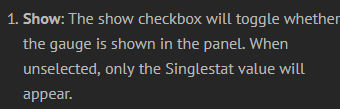 1. Show: The show checkbox will toggle whether
the gauge is shown in the panel. When
unselected, only the Singlestat value will
appear.